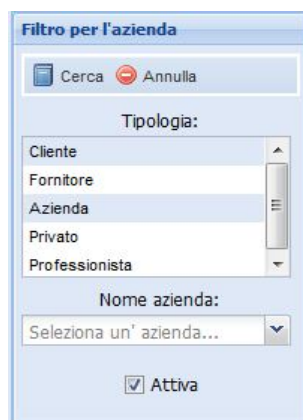 Filtro per l'azienda
Cerca Annulla
Tipologia:
Cliente
Fornitore
Azienda
Privato
Professionista
Nome azienda:
Seleziona un' azienda...
Attiva